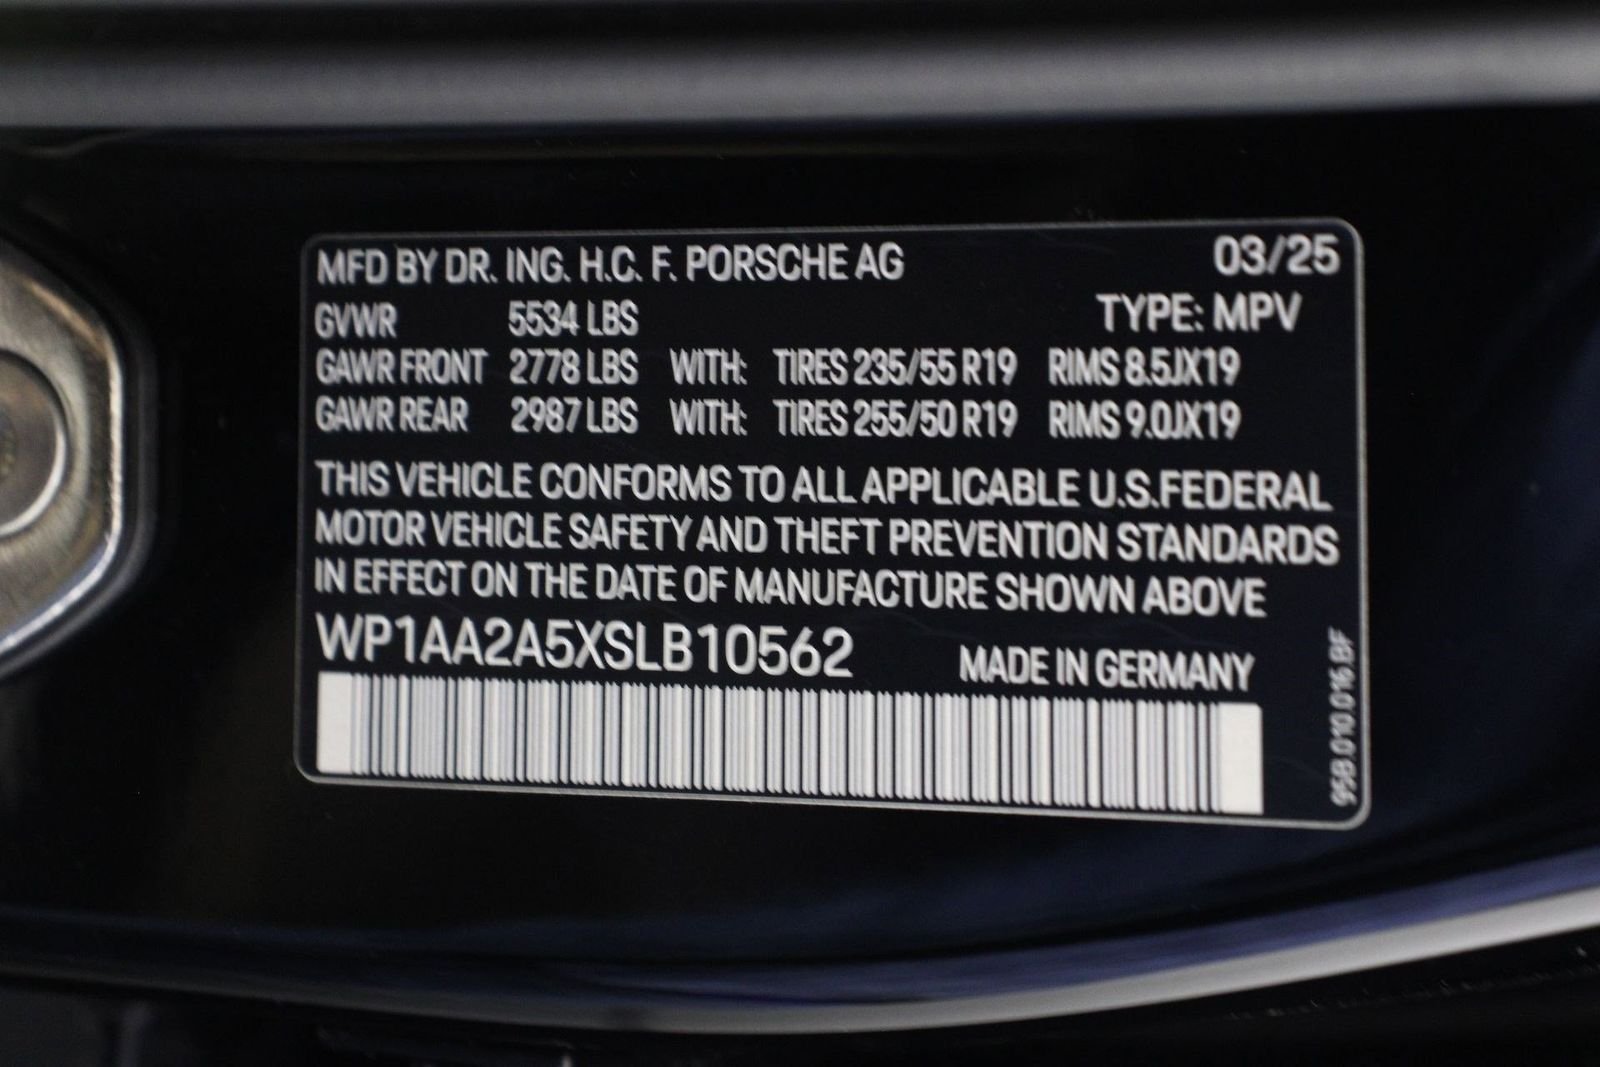 MFD BY DR. ING. H.C. F. PORSCHE AG 03/25
GVWR 5534 LBS TYPE: MPV
GAWR FRONT 2778 LBS WITH: TIRES 235/55 R19 RIMS 8.5JX19
GAWR REAR 2987 LBS WITH: TIRES 255/50 R19 RIMS 9.0JX19
THIS VEHICLE CONFORMS TO ALL APPLICABLE U.S.FEDERAL
MOTOR VEHICLE SAFETY AND THEFT PREVENTION STANDARDS
IN EFFECT ON THE DATE OF MANUFACTURE SHOWN ABOVE
WP1AA2A5XSLB10562 MADE IN GERMANY
95B.010.016.BF